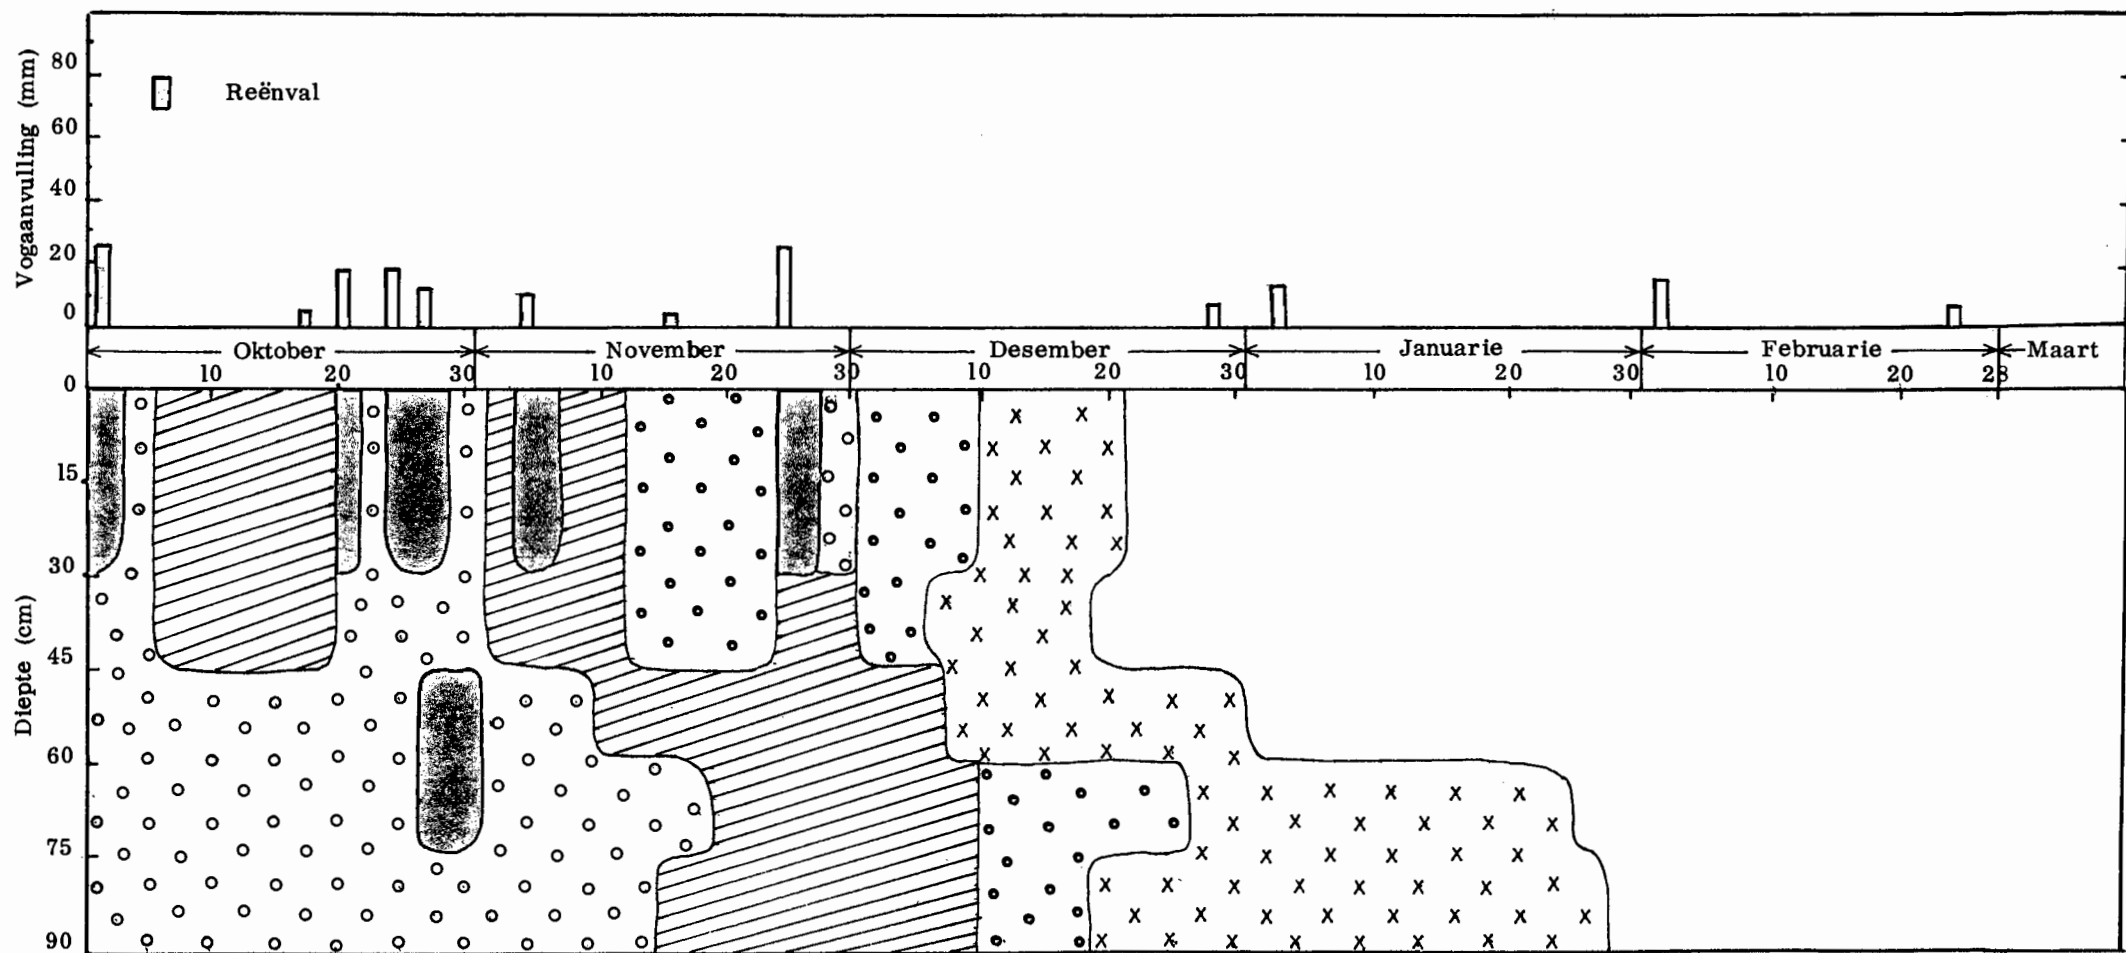 Vogaanvulling (mm)
80
60
40
20
0
Reënval
Oktober November Desember Januarie Februarie Maart
10 20 30 10 20 30 10 20 30 10 20 30 10 20 28
Diepte (cm)
0
15
30
45
60
75
90